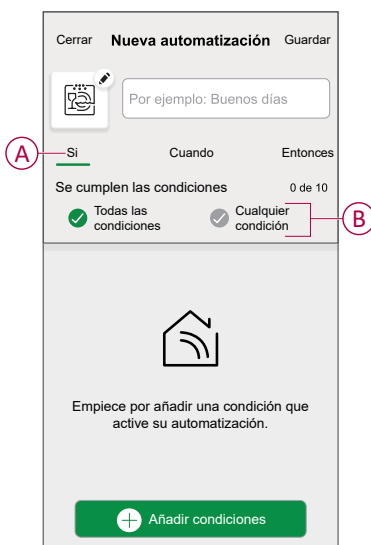 Cerrar Nueva automatización Guardar
Por ejemplo: Buenos días
A Si Cuando Entonces
Se cumplen las condiciones 0 de 10
Todas las condiciones
Cualquier condición
B
Empiece por añadir una condición que
active su automatización.
Añadir condiciones